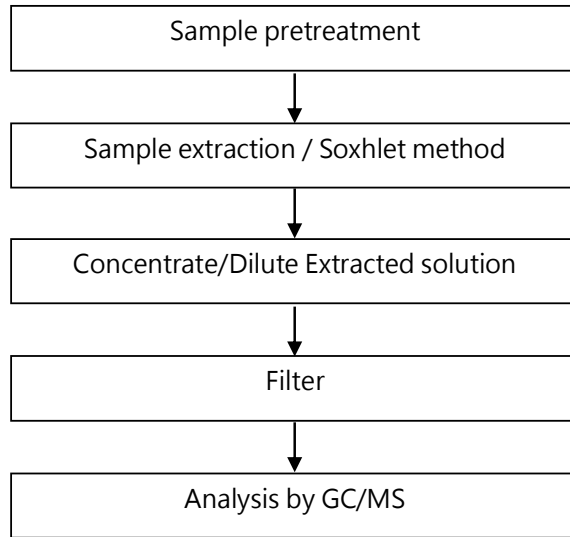 Sample pretreatment
Sample extraction / Soxhlet method
Concentrate/Dilute Extracted solution
Filter
Analysis by GC/MS